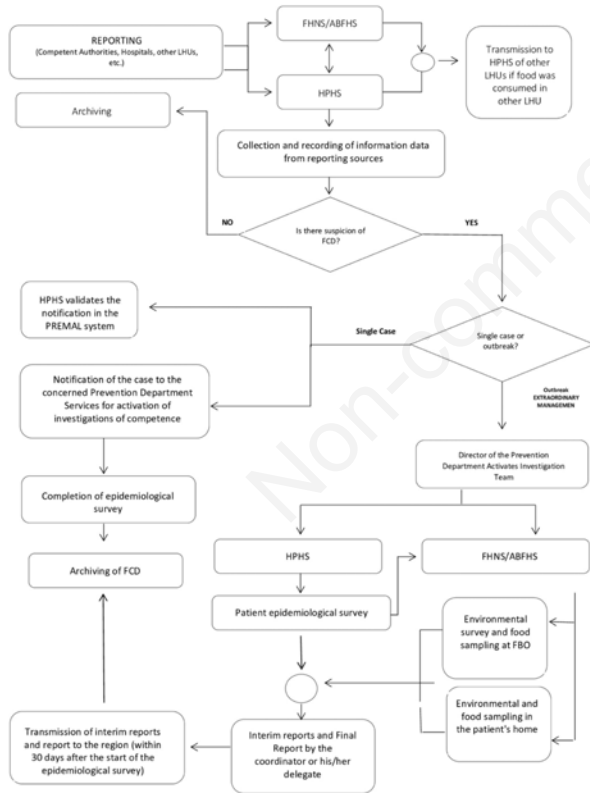 REPORTING
(Competent Authorities, Hospitals, other LHUs,
etc.)
FHNS/ABFHS
HPHS
Transmission to
HPHS of other
LHUs if food was
consumed in
other LHU
Archiving
Collection and recording of information data
from reporting sources
NO
Is there suspicion of
FCD?
YES
HPHS validates the
notification in the
PREMAL system
Single Case
Single case or
outbreak?
Notification of the case to the
concerned Prevention Department
Services for activation of
investigations of competence
Outbreak
EXTRAORDINARY
MANAGEMEN
Director of the Prevention
Department Activates Investigation
Team
Completion of epidemiological
survey
HPHS
FHNS/ABFHS
Archiving of FCD
Patient epidemiological survey
Environmental
survey and food
sampling at FBO
Environmental and
food sampling in
the patient's home
Transmission of interim reports
and report to the region (within
30 days after the start of the
epidemiological survey)
Interim reports and Final
Report by the
coordinator or his/her
delegate
Non-comme